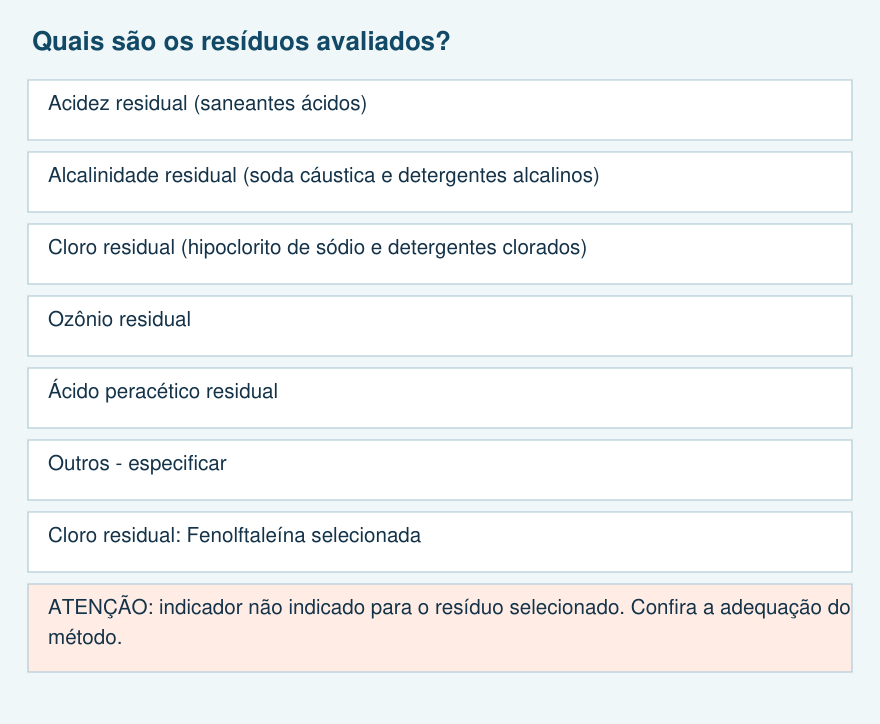 Quais são os resíduos avaliados?
Acidez residual (saneantes ácidos)
Alcalinidade residual (soda cáustica e detergentes alcalinos)
Cloro residual (hipoclorito de sódio e detergentes clorados)
Ozônio residual
Ácido peracético residual
Outros - especificar
Cloro residual: Fenolftaleína selecionada
ATENÇÃO: indicador não indicado para o resíduo selecionado. Confira a adequação do
método.